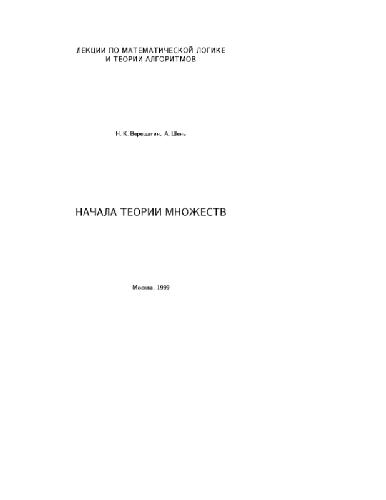 ЛЕКЦИИ ПО МАТЕМАТИЧЕСКОЙ ЛОГИКЕ
И ТЕОРИИ АЛГОРИТМОВ
Н. К. Верещагин, А. Шень
НАЧАЛА ТЕОРИИ МНОЖЕСТВ
Москва, 1999